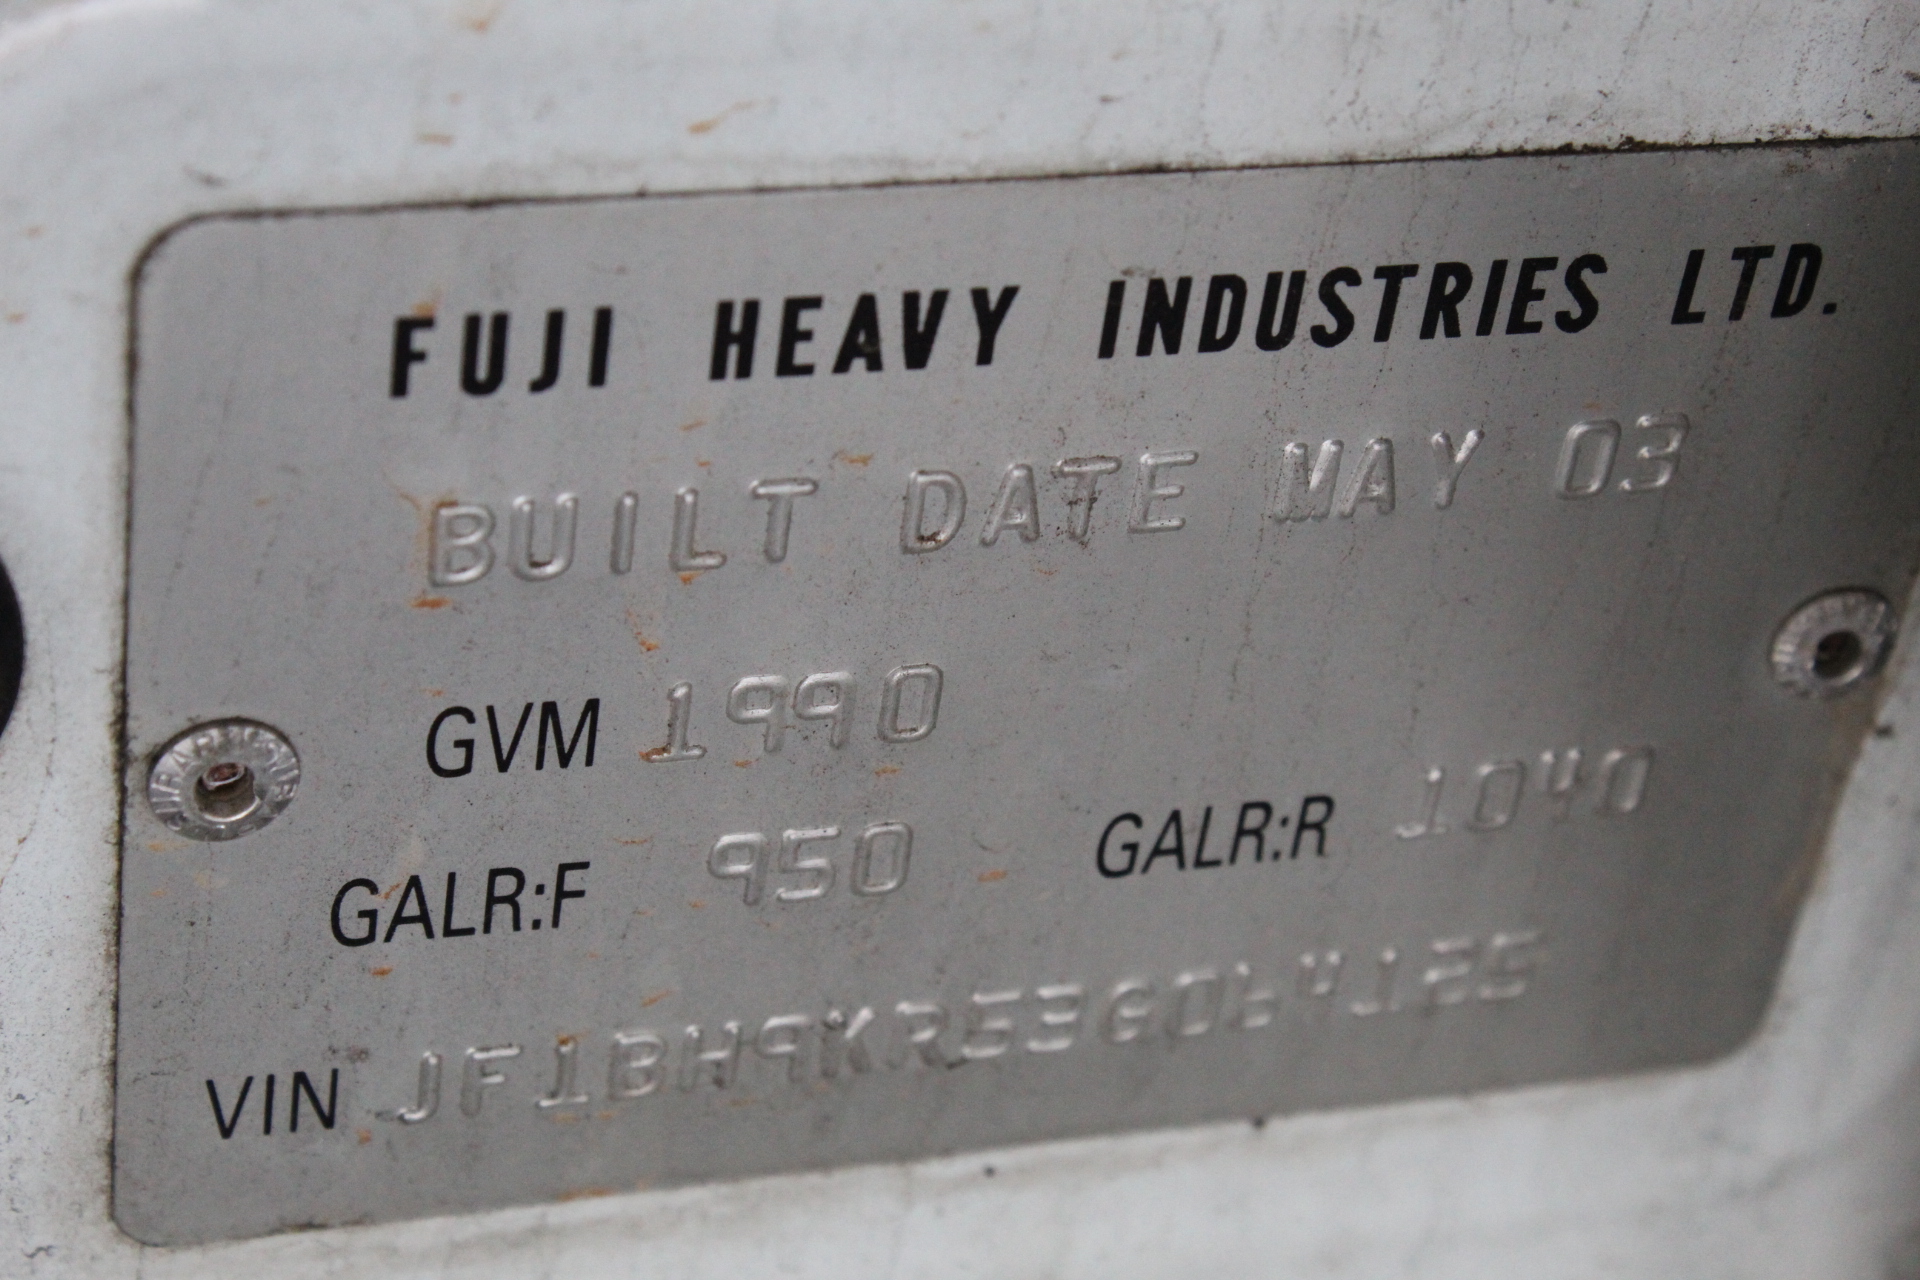 FUJI HEAVY INDUSTRIES LTD.
BUILT DATE MAY 03
GVM 1990
GALR:F 950 GALR:R 1040
VIN